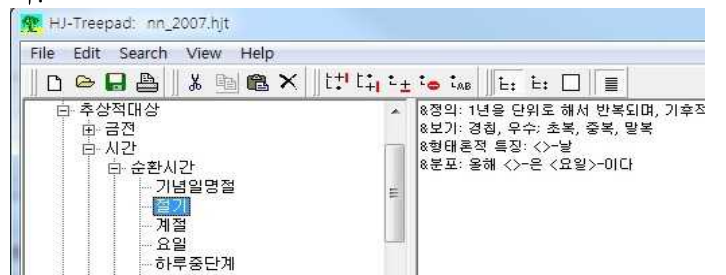 HJ-Treepad: nn_2007.hjt
File Edit Search View Help
추상적대상
금전
시간
순환시간
기념일명절
절기
계절
요일
하루중단계
&정의: 1년을 단위로 해서 반복되며, 기후적
&보기: 경칩, 우수; 초복, 중복, 말복
&형태론적 특징: <>-날
&분포: 올해 <>-은 <요일>-이다